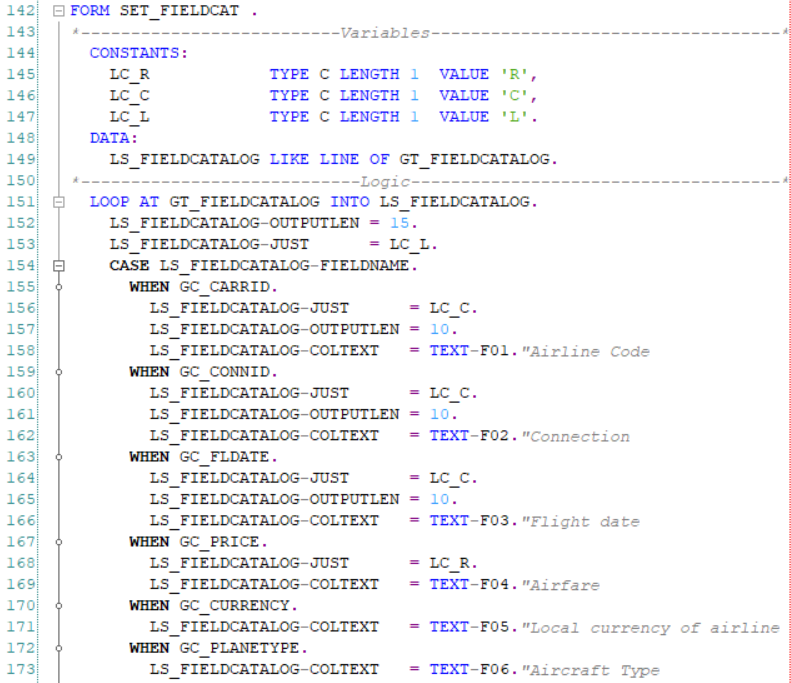 142 FORM SET_FIELDCAT .
143 *--------------------------Variables-----------------------------------*
144   CONSTANTS:
145     LC_R            TYPE C LENGTH 1  VALUE 'R',
146     LC_C            TYPE C LENGTH 1  VALUE 'C',
147     LC_L            TYPE C LENGTH 1  VALUE 'L'.
148   DATA:
149     LS_FIELDCATALOG LIKE LINE OF GT_FIELDCATALOG.
150 *----------------------------Logic-------------------------------------*
151   LOOP AT GT_FIELDCATALOG INTO LS_FIELDCATALOG.
152     LS_FIELDCATALOG-OUTPUTLEN = 15.
153     LS_FIELDCATALOG-JUST      = LC_L.
154     CASE LS_FIELDCATALOG-FIELDNAME.
155       WHEN GC_CARRID.
156         LS_FIELDCATALOG-JUST      = LC_C.
157         LS_FIELDCATALOG-OUTPUTLEN = 10.
158         LS_FIELDCATALOG-COLTEXT   = TEXT-F01."Airline Code
159       WHEN GC_CONNID.
160         LS_FIELDCATALOG-JUST      = LC_C.
161         LS_FIELDCATALOG-OUTPUTLEN = 10.
162         LS_FIELDCATALOG-COLTEXT   = TEXT-F02."Connection
163       WHEN GC_FLDATE.
164         LS_FIELDCATALOG-JUST      = LC_C.
165         LS_FIELDCATALOG-OUTPUTLEN = 10.
166         LS_FIELDCATALOG-COLTEXT   = TEXT-F03."Flight date
167       WHEN GC_PRICE.
168         LS_FIELDCATALOG-JUST      = LC_R.
169         LS_FIELDCATALOG-COLTEXT   = TEXT-F04."Airfare
170       WHEN GC_CURRENCY.
171         LS_FIELDCATALOG-COLTEXT   = TEXT-F05."Local currency of airline
172       WHEN GC_PLANETYPE.
173         LS_FIELDCATALOG-COLTEXT   = TEXT-F06."Aircraft Type